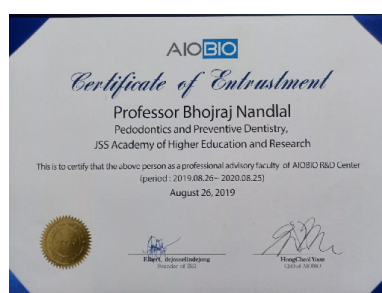 AIOBIO
Certificate of Entrustment
Professor Bhojraj Nandlal
Pedodontics and Preventive Dentistry,
JSS Academy of Higher Education and Research
This is to certify that the above person as a professional advisory faculty of AIOBIO R&D Center
(period : 2019.08.26~ 2020.08.25)
August 26, 2019
HongCheol Yoon
Founder of
CEO of AIOBIO